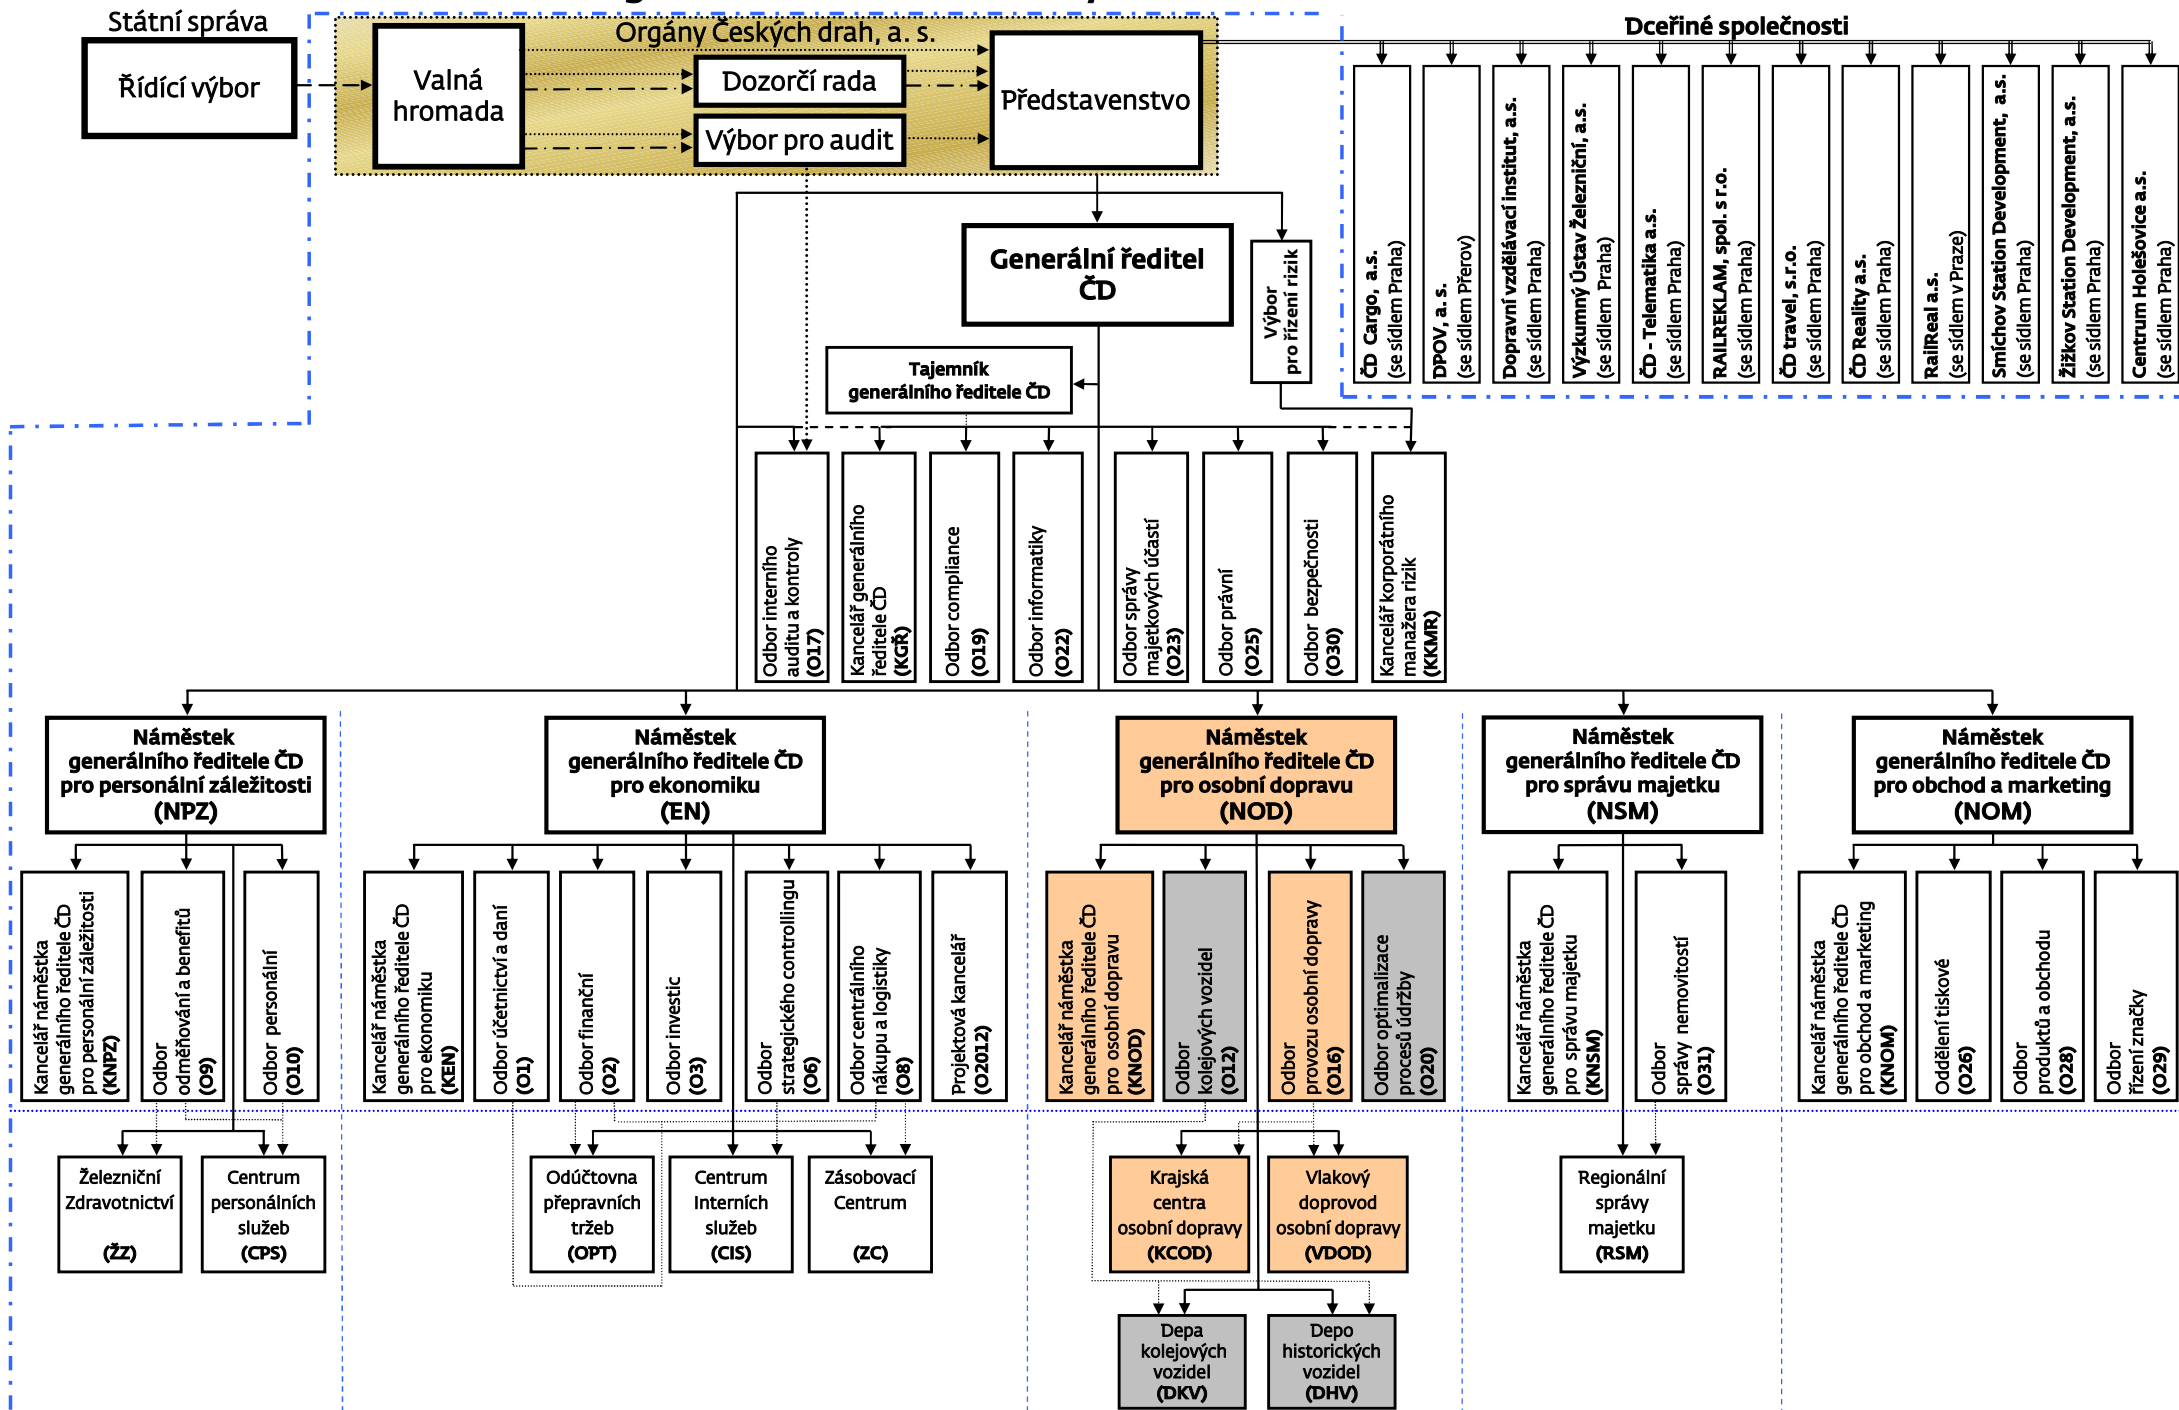 Státní správa
Řídící výbor
Orgány Českých drah, a. s.
Valná
hromada
Dozorčí rada
Výbor pro audit
Představenstvo
Dceřiné společnosti
ČD Cargo, a.s.
(se sídlem Praha)
DPOV, a. s.
(se sídlem Přerov)
Dopravní vzdělávací institut, a.s.
(se sídlem Praha)
Výzkumný Ústav Železniční, a.s.
(se sídlem Praha)
ČD - Telematika a.s.
(se sídlem Praha)
RAILREKLAM, spol. s r.o.
(se sídlem Praha)
ČD travel, s.r.o.
(se sídlem Praha)
ČD Reality a.s.
(se sídlem Praha)
RailReal a.s.
(se sídlem v Praze)
Smíchov Station Development, a.s.
(se sídlem Praha)
Žižkov Station Development, a.s.
(se sídlem Praha)
Centrum Holešovice a.s.
(se sídlem Praha)
Generální ředitel
ČD
Výbor
pro řízení rizik
Tajemník
generálního ředitele ČD
Odbor interního
auditu a kontroly
(O17)
Kancelář generálního
ředitele ČD
(KGŘ)
Odbor compliance
(O19)
Odbor informatiky
(O22)
Odbor správy
majetkových účastí
(O23)
Odbor právní
(O25)
Odbor bezpečnosti
(O30)
Kancelář korporátního
manažera rizik
(KKMR)
Náměstek
generálního ředitele ČD
pro personální záležitosti
(NPZ)
Náměstek
generálního ředitele ČD
pro ekonomiku
(EN)
Náměstek
generálního ředitele ČD
pro osobní dopravu
(NOD)
Náměstek
generálního ředitele ČD
pro správu majetku
(NSM)
Náměstek
generálního ředitele ČD
pro obchod a marketing
(NOM)
Kancelář náměstka
generálního ředitele ČD
pro personální záležitosti
(KNPZ)
Odbor
odměňování a benefitů
(O9)
Odbor personální
(O10)
Kancelář náměstka
generálního ředitele ČD
pro ekonomiku
(KEN)
Odbor účetnictví a daní
(O1)
Odbor finanční
(O2)
Odbor investic
(O3)
Odbor
strategického controllingu
(O6)
Odbor centrálního
nákupu a logistiky
(O8)
Projektová kancelář
(O2012)
Kancelář náměstka
generálního ředitele ČD
pro osobní dopravu
(KNOD)
Odbor
kolejových vozidel
(O12)
Odbor
provozu osobní dopravy
(O16)
Odbor optimalizace
procesů údržby
(O20)
Kancelář náměstka
generálního ředitele ČD
pro správu majetku
(KNSM)
Odbor
správy nemovitostí
(O31)
Kancelář náměstka
generálního ředitele ČD
pro obchod a marketing
(KNOM)
Oddělení tiskové
(O26)
Odbor
produktů a obchodu
(O28)
Odbor
řízení značky
(O29)
Železniční
Zdravotnictví
(ŽZ)
Centrum
personálních
služeb
(CPS)
Odúčtovna
přepravních
tržeb
(OPT)
Centrum
Interních
služeb
(CIS)
Zásobovací
Centrum
(ZC)
Krajská
centra
osobní dopravy
(KCOD)
Vlakový
doprovod
osobní dopravy
(VDOD)
Regionální
správy
majetku
(RSM)
Depa
kolejových
vozidel
(DKV)
Depo
historických
vozidel
(DHV)